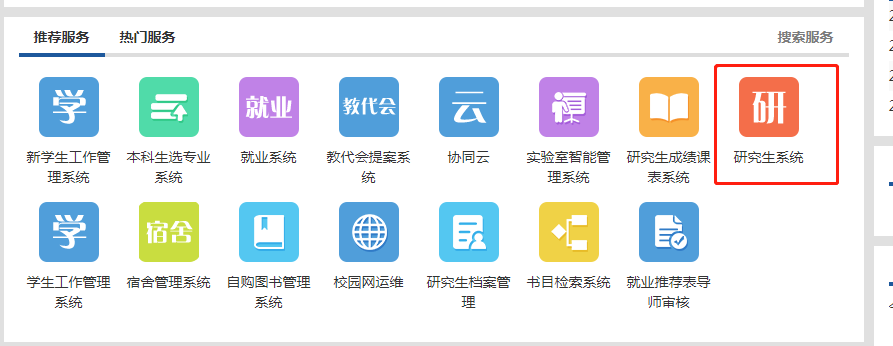 推荐服务 热门服务 搜索服务
学 就业 教代会 云 研
新学生工作管 本科生选专业 就业系统 教代会提案系 协同云 实验室智能管 研究生成绩课 研究生系统
理系统 系统 统 理系统 表系统
学 宿舍
学生工作管理 宿舍管理系统 自购图书管理 校园网运维 研究生档案管 书目检索系统 就业推荐表导
系统 系统 理 师审核